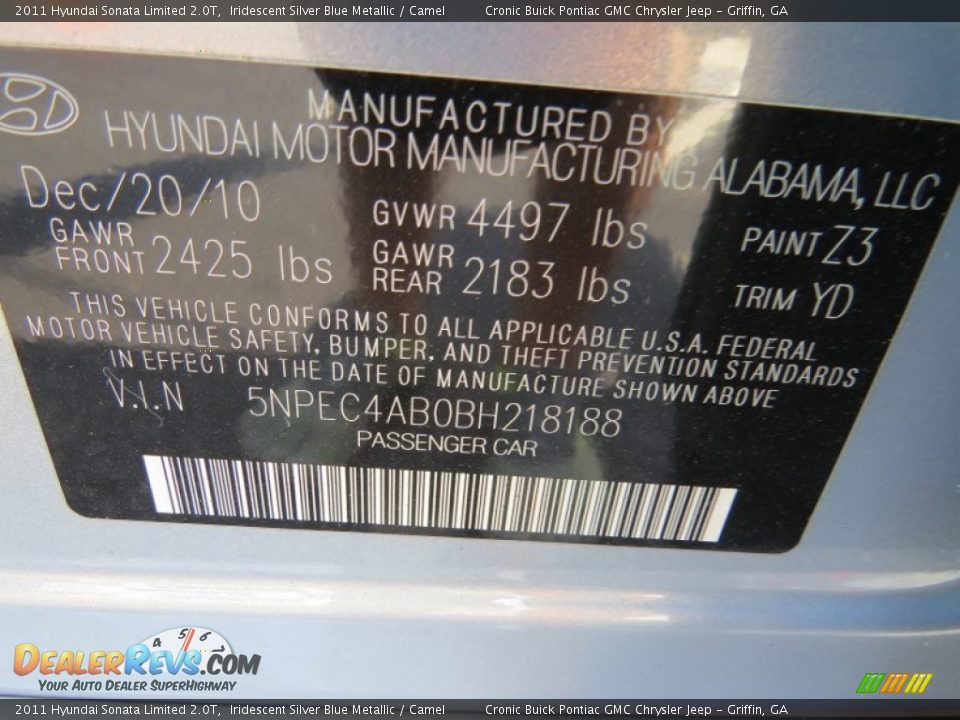 2011 Hyundai Sonata Limited 2.0T, Iridescent Silver Blue Metallic / Camel Cronic Buick Pontiac GMC Chrysler Jeep - Griffin, GA
MANUFACTURED BY
HYUNDAI MOTOR MANUFACTURING ALABAMA, LLC
Dec/20/10 GVWR 4497 lbs PAINT Z3
GAWR FRONT 2425 lbs GAWR REAR 2183 lbs TRIM YD
THIS VEHICLE CONFORMS TO ALL APPLICABLE U.S.A. FEDERAL
MOTOR VEHICLE SAFETY, BUMPER, AND THEFT PREVENTION STANDARDS
IN EFFECT ON THE DATE OF MANUFACTURE SHOWN ABOVE
V.I.N 5NPEC4AB0BH218188
PASSENGER CAR
4 5 6
DealerRevs.com
Your Auto Dealer SuperHighway
2011 Hyundai Sonata Limited 2.0T, Iridescent Silver Blue Metallic / Camel Cronic Buick Pontiac GMC Chrysler Jeep - Griffin, GA